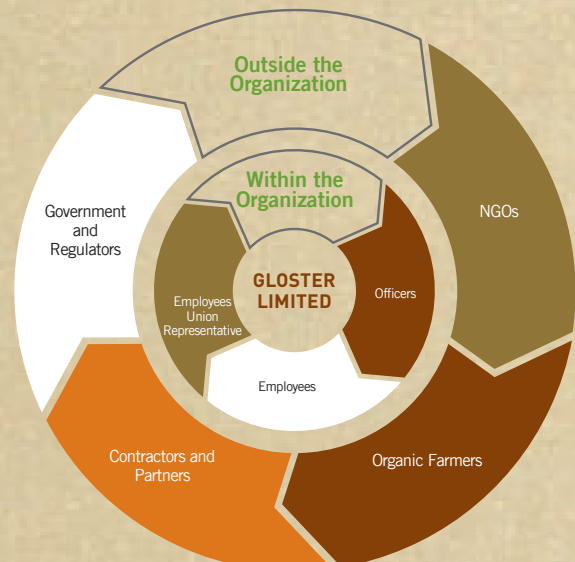 Outside the
Organization
Within the
Organization
Government
and
Regulators
NGOs
GLOSTER
LIMITED
Officers
Employees
Union
Representative
Employees
Contractors and
Partners
Organic Farmers